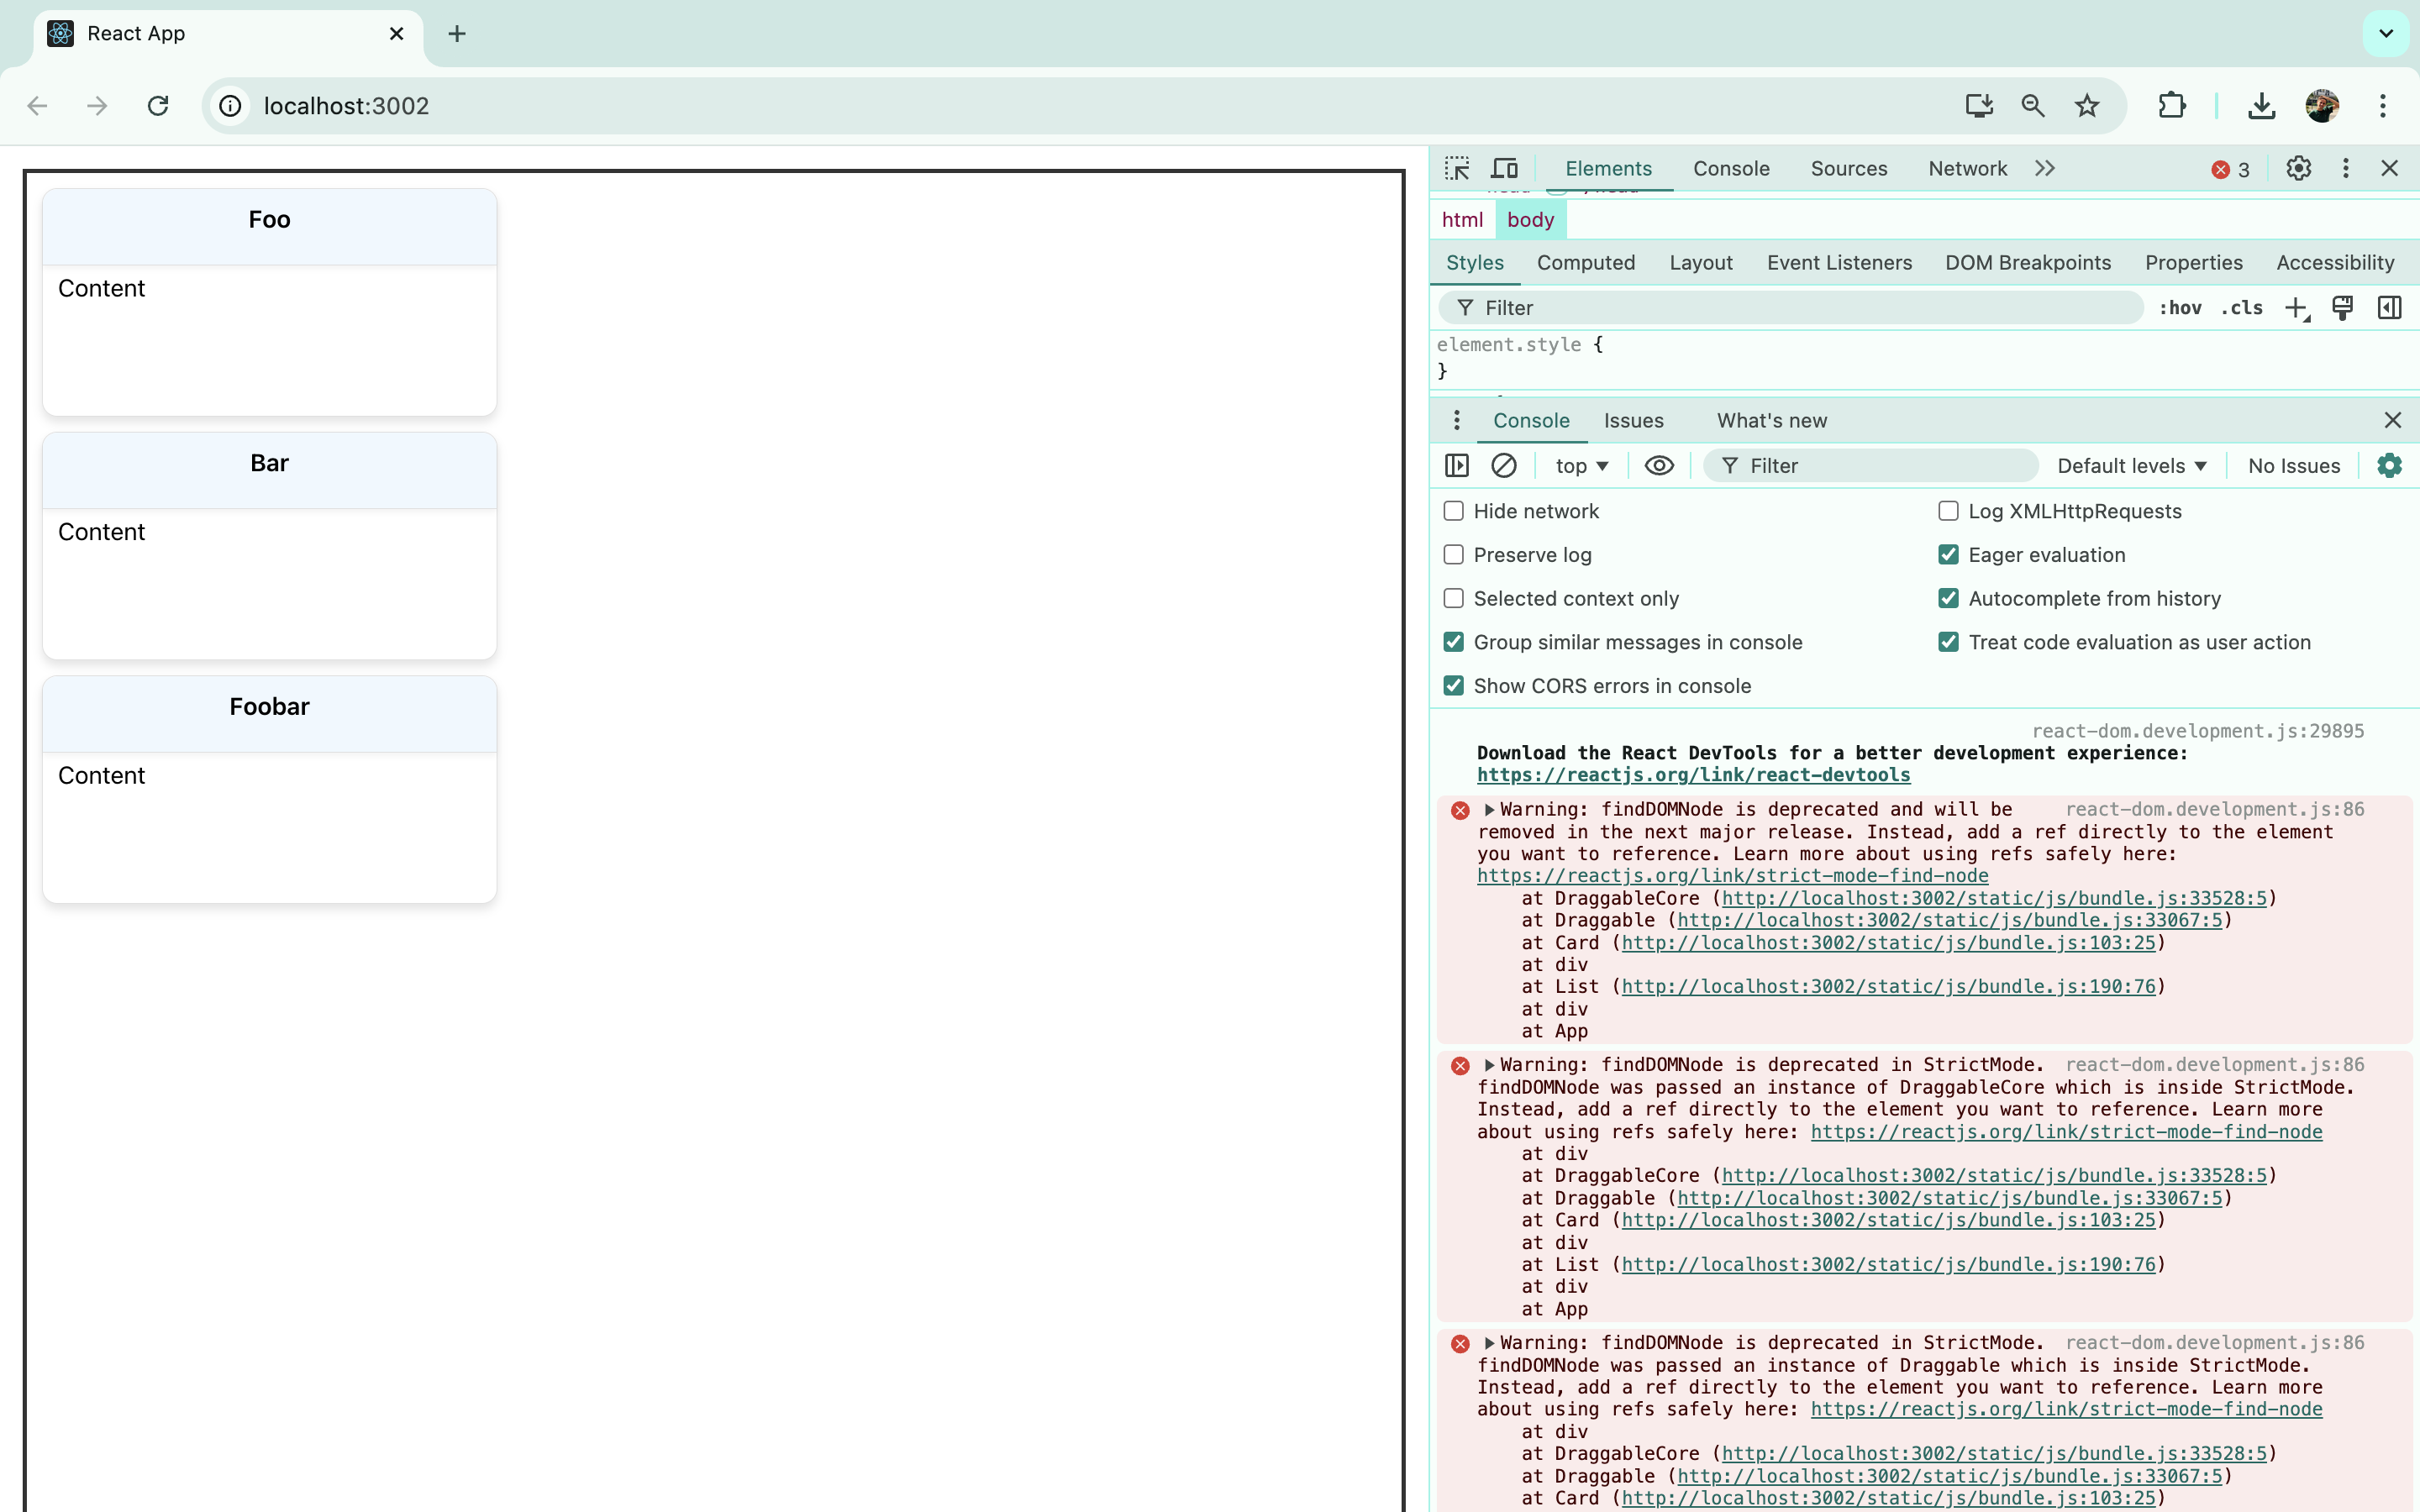 React App
localhost:3002
Foo
Content
Bar
Content
Foobar
Content
Elements Console Sources Network 3
html body
Styles Computed Layout Event Listeners DOM Breakpoints Properties Accessibility
Filter :hov .cls
element.style {
}
Console Issues What's new
top Filter Default levels No Issues
Hide network Log XMLHttpRequests
Preserve log Eager evaluation
Selected context only Autocomplete from history
Group similar messages in console Treat code evaluation as user action
Show CORS errors in console
react-dom.development.js:29895
Download the React DevTools for a better development experience:
https://reactjs.org/link/react-devtools
Warning: findDOMNode is deprecated and will be react-dom.development.js:86
removed in the next major release. Instead, add a ref directly to the element
you want to reference. Learn more about using refs safely here:
https://reactjs.org/link/strict-mode-find-node
at DraggableCore (http://localhost:3002/static/js/bundle.js:33528:5)
at Draggable (http://localhost:3002/static/js/bundle.js:33067:5)
at Card (http://localhost:3002/static/js/bundle.js:103:25)
at div
at List (http://localhost:3002/static/js/bundle.js:190:76)
at div
at App
Warning: findDOMNode is deprecated in StrictMode. react-dom.development.js:86
findDOMNode was passed an instance of DraggableCore which is inside StrictMode.
Instead, add a ref directly to the element you want to reference. Learn more
about using refs safely here: https://reactjs.org/link/strict-mode-find-node
at div
at DraggableCore (http://localhost:3002/static/js/bundle.js:33528:5)
at Draggable (http://localhost:3002/static/js/bundle.js:33067:5)
at Card (http://localhost:3002/static/js/bundle.js:103:25)
at div
at List (http://localhost:3002/static/js/bundle.js:190:76)
at div
at App
Warning: findDOMNode is deprecated in StrictMode. react-dom.development.js:86
findDOMNode was passed an instance of Draggable which is inside StrictMode.
Instead, add a ref directly to the element you want to reference. Learn more
about using refs safely here: https://reactjs.org/link/strict-mode-find-node
at div
at DraggableCore (http://localhost:3002/static/js/bundle.js:33528:5)
at Draggable (http://localhost:3002/static/js/bundle.js:33067:5)
at Card (http://localhost:3002/static/js/bundle.js:103:25)